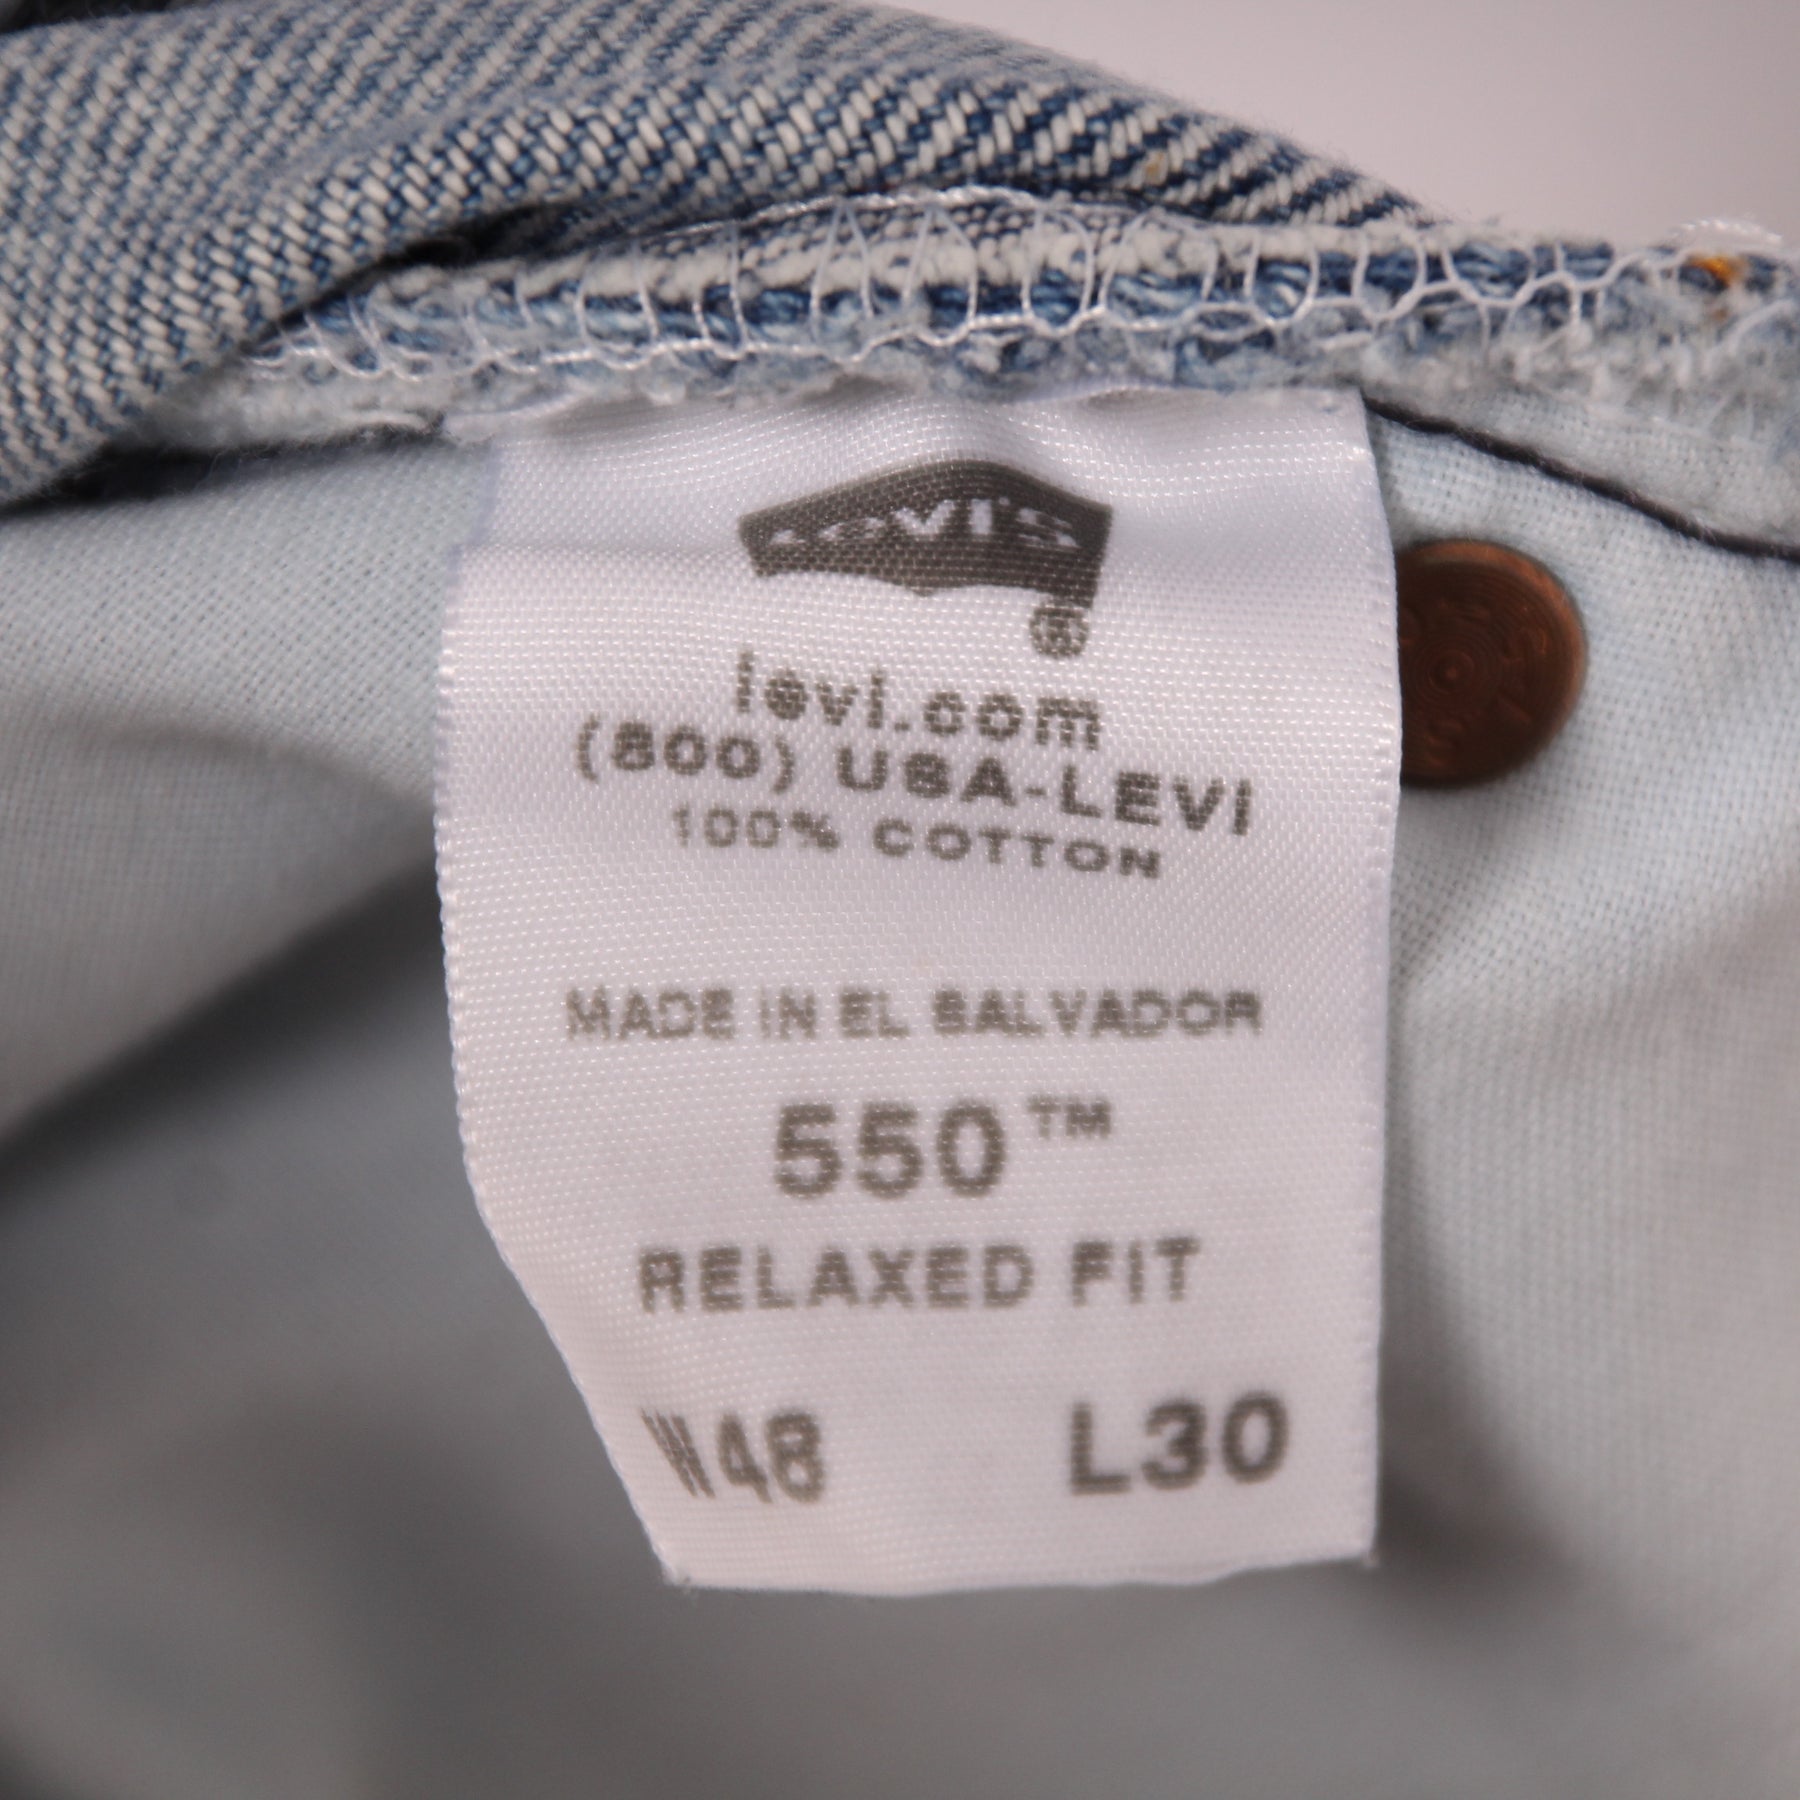 Levi's
®
levi.com
(800) USA-LEVI
100% COTTON
MADE IN EL SALVADOR
550™
RELAXED FIT
W48 L30